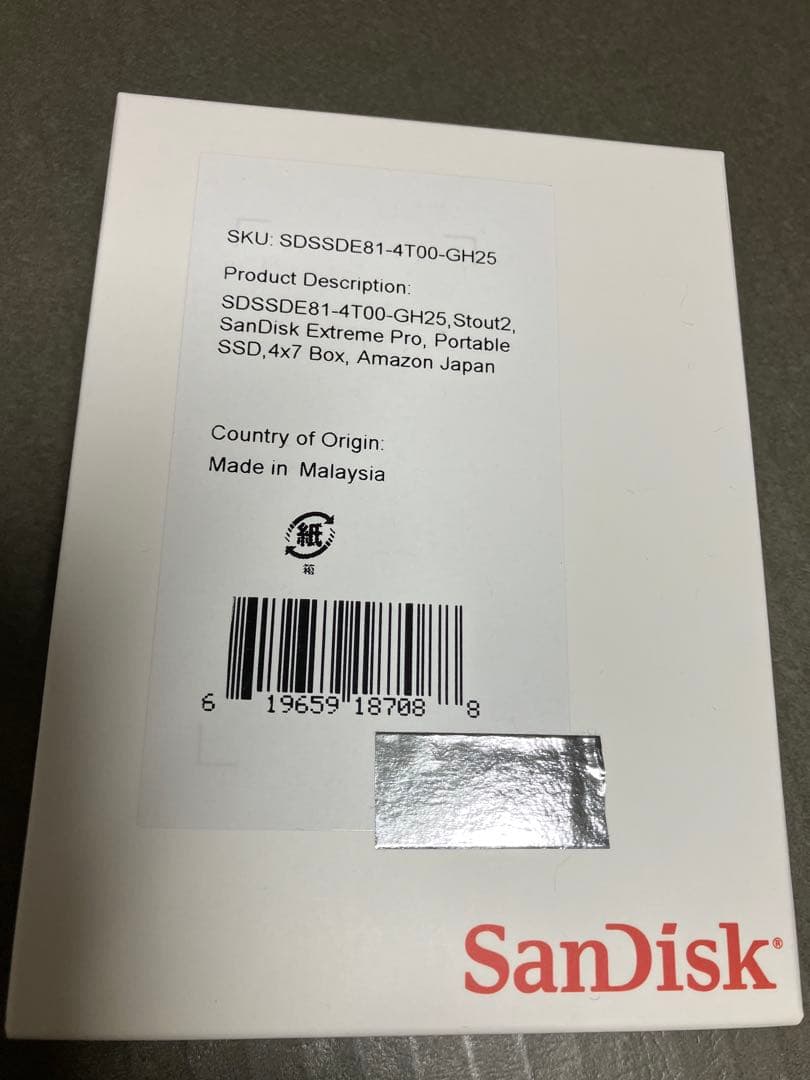 SKU: SDSSDE81-4T00-GH25
Product Description:
SDSSDE81-4T00-GH25,Stout2,
SanDisk Extreme Pro, Portable
SSD,4x7 Box, Amazon Japan
Country of Origin:
Made in Malaysia
紙
箱
6 19659 18708 8
SanDisk®